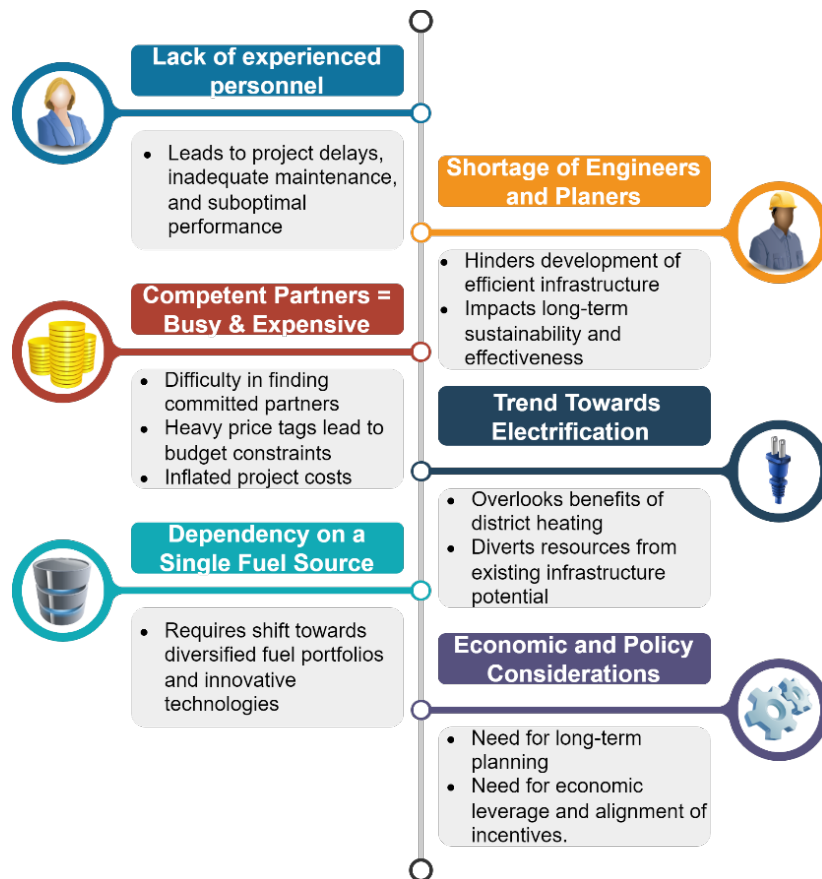 Lack of experienced
personnel
• Leads to project delays,
inadequate maintenance,
and suboptimal
performance
Shortage of Engineers
and Planers
• Hinders development of
efficient infrastructure
• Impacts long-term
sustainability and
effectiveness
Competent Partners =
Busy & Expensive
• Difficulty in finding
committed partners
• Heavy price tags lead to
budget constraints
• Inflated project costs
Trend Towards
Electrification
• Overlooks benefits of
district heating
• Diverts resources from
existing infrastructure
potential
Dependency on a
Single Fuel Source
• Requires shift towards
diversified fuel portfolios
and innovative
technologies
Economic and Policy
Considerations
• Need for long-term
planning
• Need for economic
leverage and alignment of
incentives.